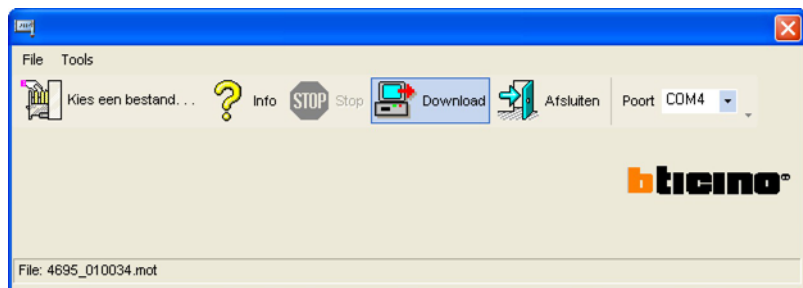 File Tools
Kies een bestand... Info STOP Stop Download Afsluiten Poort COM4
bticino
File: 4695_010034.mot